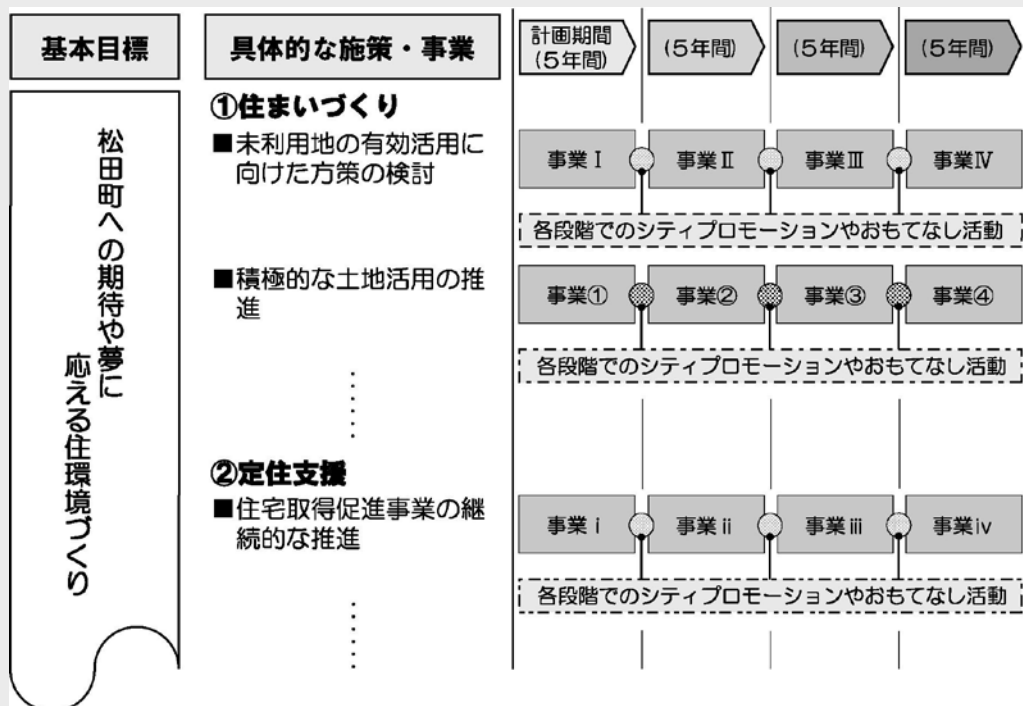 基本目標
具体的な施策・事業
計画期間
(5年間)
(5年間)
(5年間)
(5年間)
松田町への期待や夢に
応える住環境づくり
①住まいづくり
■未利用地の有効活用に
向けた方策の検討
事業Ⅰ
事業Ⅱ
事業Ⅲ
事業Ⅳ
各段階でのシティプロモーションやおもてなし活動
■積極的な土地活用の推
進
事業①
事業②
事業③
事業④
各段階でのシティプロモーションやおもてなし活動
②定住支援
■住宅取得促進事業の継
続的な推進
事業ⅰ
事業ⅱ
事業ⅲ
事業ⅳ
各段階でのシティプロモーションやおもてなし活動